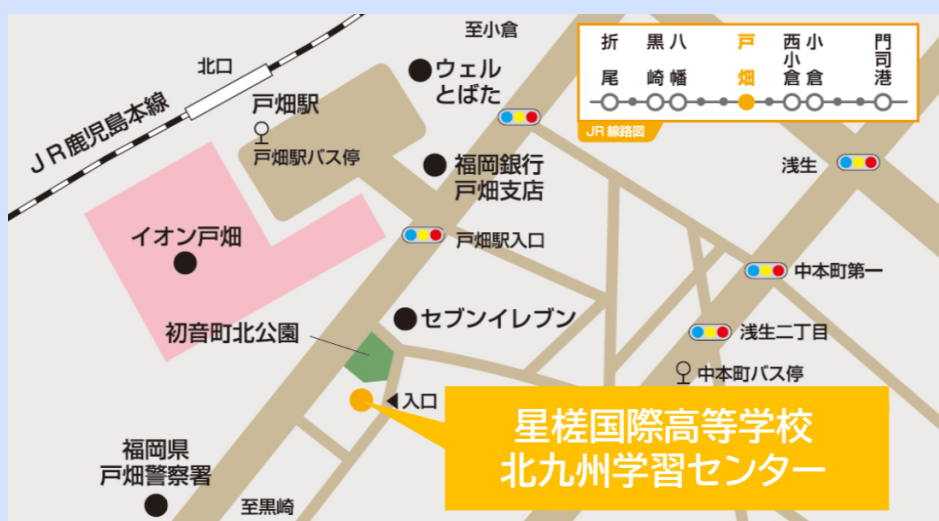 至小倉
北口
ウェル
とばた
戸畑駅
戸畑駅バス停
JR鹿児島本線
福岡銀行
戸畑支店
浅生
イオン戸畑
戸畑駅入口
中本町第一
初音町北公園
セブンイレブン
浅生二丁目
中本町バス停
入口
星槎国際高等学校
北九州学習センター
福岡県
戸畑警察署
至黒崎
折尾
黒崎
八幡
戸畑
西小倉
小倉
門司港
JR線路図